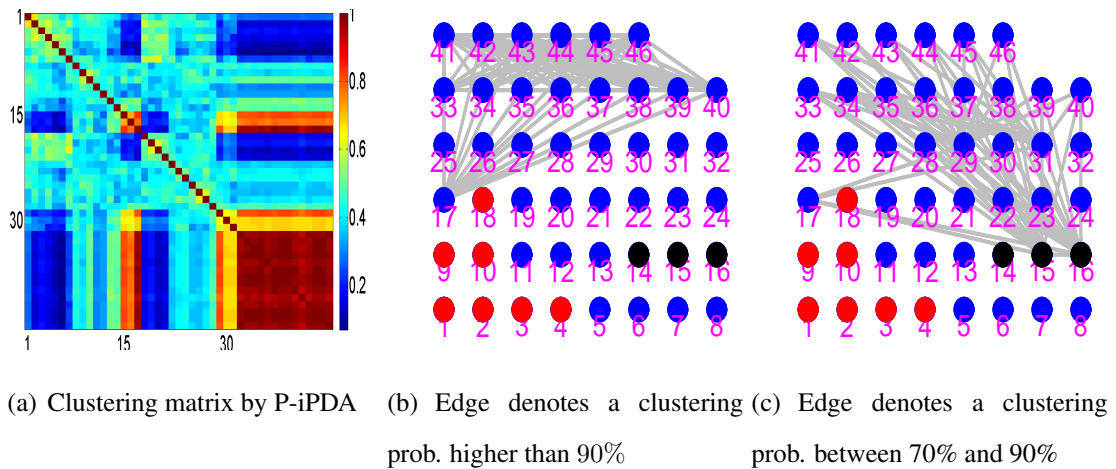 1
15
30
1
15
30
1
0.8
0.6
0.4
0.2
41 42 43 44 45 46
33 34 35 36 37 38 39 40
25 26 27 28 29 30 31 32
17 18 19 20 21 22 23 24
9 10 11 12 13 14 15 16
1 2 3 4 5 6 7 8
41 42 43 44 45 46
33 34 35 36 37 38 39 40
25 26 27 28 29 30 31 32
17 18 19 20 21 22 23 24
9 10 11 12 13 14 15 16
1 2 3 4 5 6 7 8
(a) Clustering matrix by P-iPDA
(b) Edge denotes a clustering
prob. higher than 90%
(c) Edge denotes a clustering
prob. between 70% and 90%